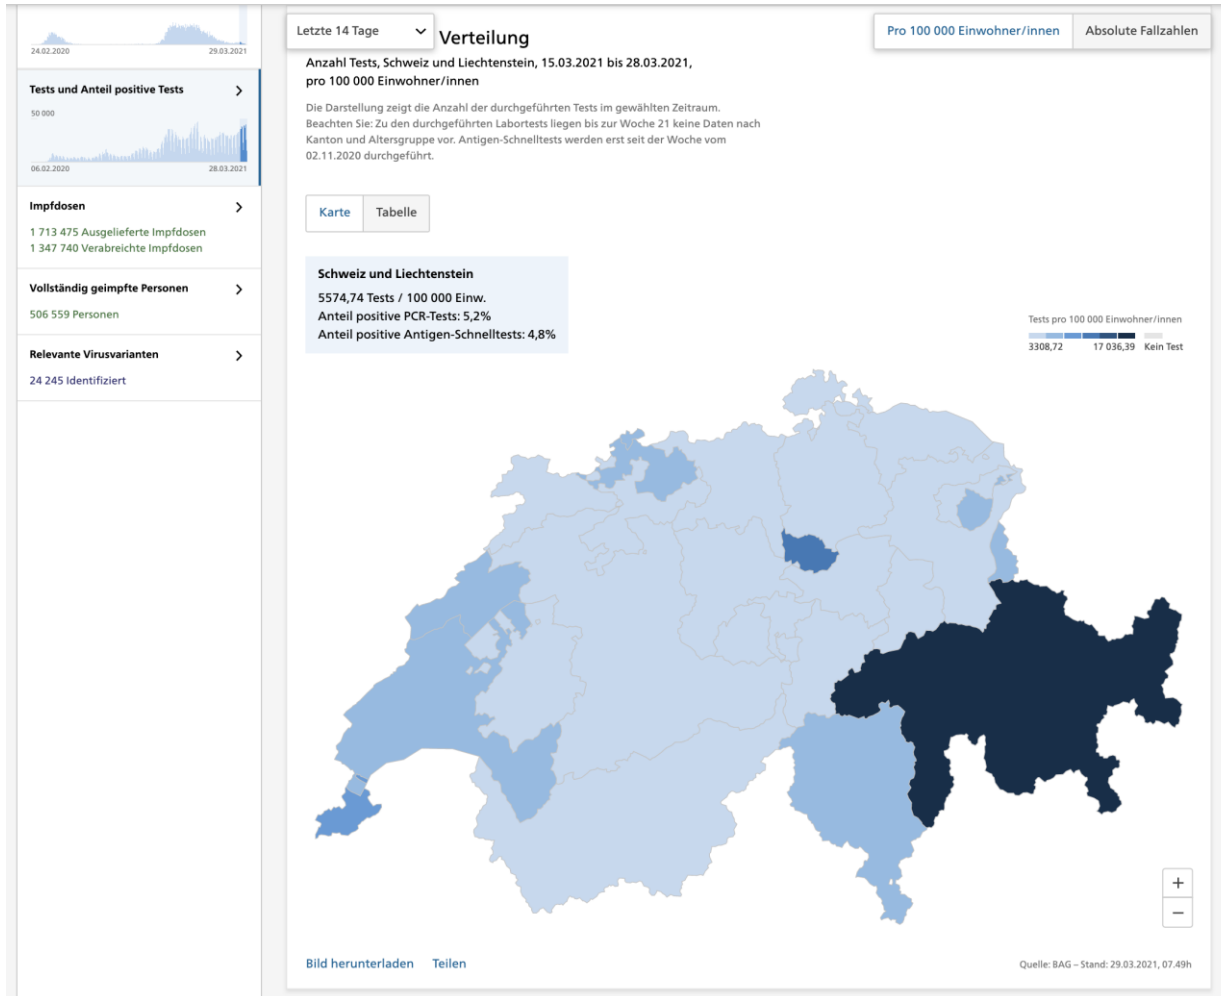 24.02.2020 29.03.2021
Tests und Anteil positive Tests
50 000
06.02.2020 28.03.2021
Impfdosen
1 713 475 Ausgelieferte Impfdosen
1 347 740 Verabreichte Impfdosen
Vollständig geimpfte Personen
506 559 Personen
Relevante Virusvarianten
24 245 Identifiziert
Letzte 14 Tage
Verteilung
Pro 100 000 Einwohner/innen Absolute Fallzahlen
Anzahl Tests, Schweiz und Liechtenstein, 15.03.2021 bis 28.03.2021,
pro 100 000 Einwohner/innen
Die Darstellung zeigt die Anzahl der durchgeführten Tests im gewählten Zeitraum.
Beachten Sie: Zu den durchgeführten Labortests liegen bis zur Woche 21 keine Daten nach
Kanton und Altersgruppe vor. Antigen-Schnelltests werden erst seit der Woche vom
02.11.2020 durchgeführt.
Karte Tabelle
Schweiz und Liechtenstein
5574,74 Tests / 100 000 Einw.
Anteil positive PCR-Tests: 5,2%
Anteil positive Antigen-Schnelltests: 4,8%
Tests pro 100 000 Einwohner/innen
3308,72 17 036,39 Kein Test
+
−
Bild herunterladen Teilen
Quelle: BAG – Stand: 29.03.2021, 07.49h